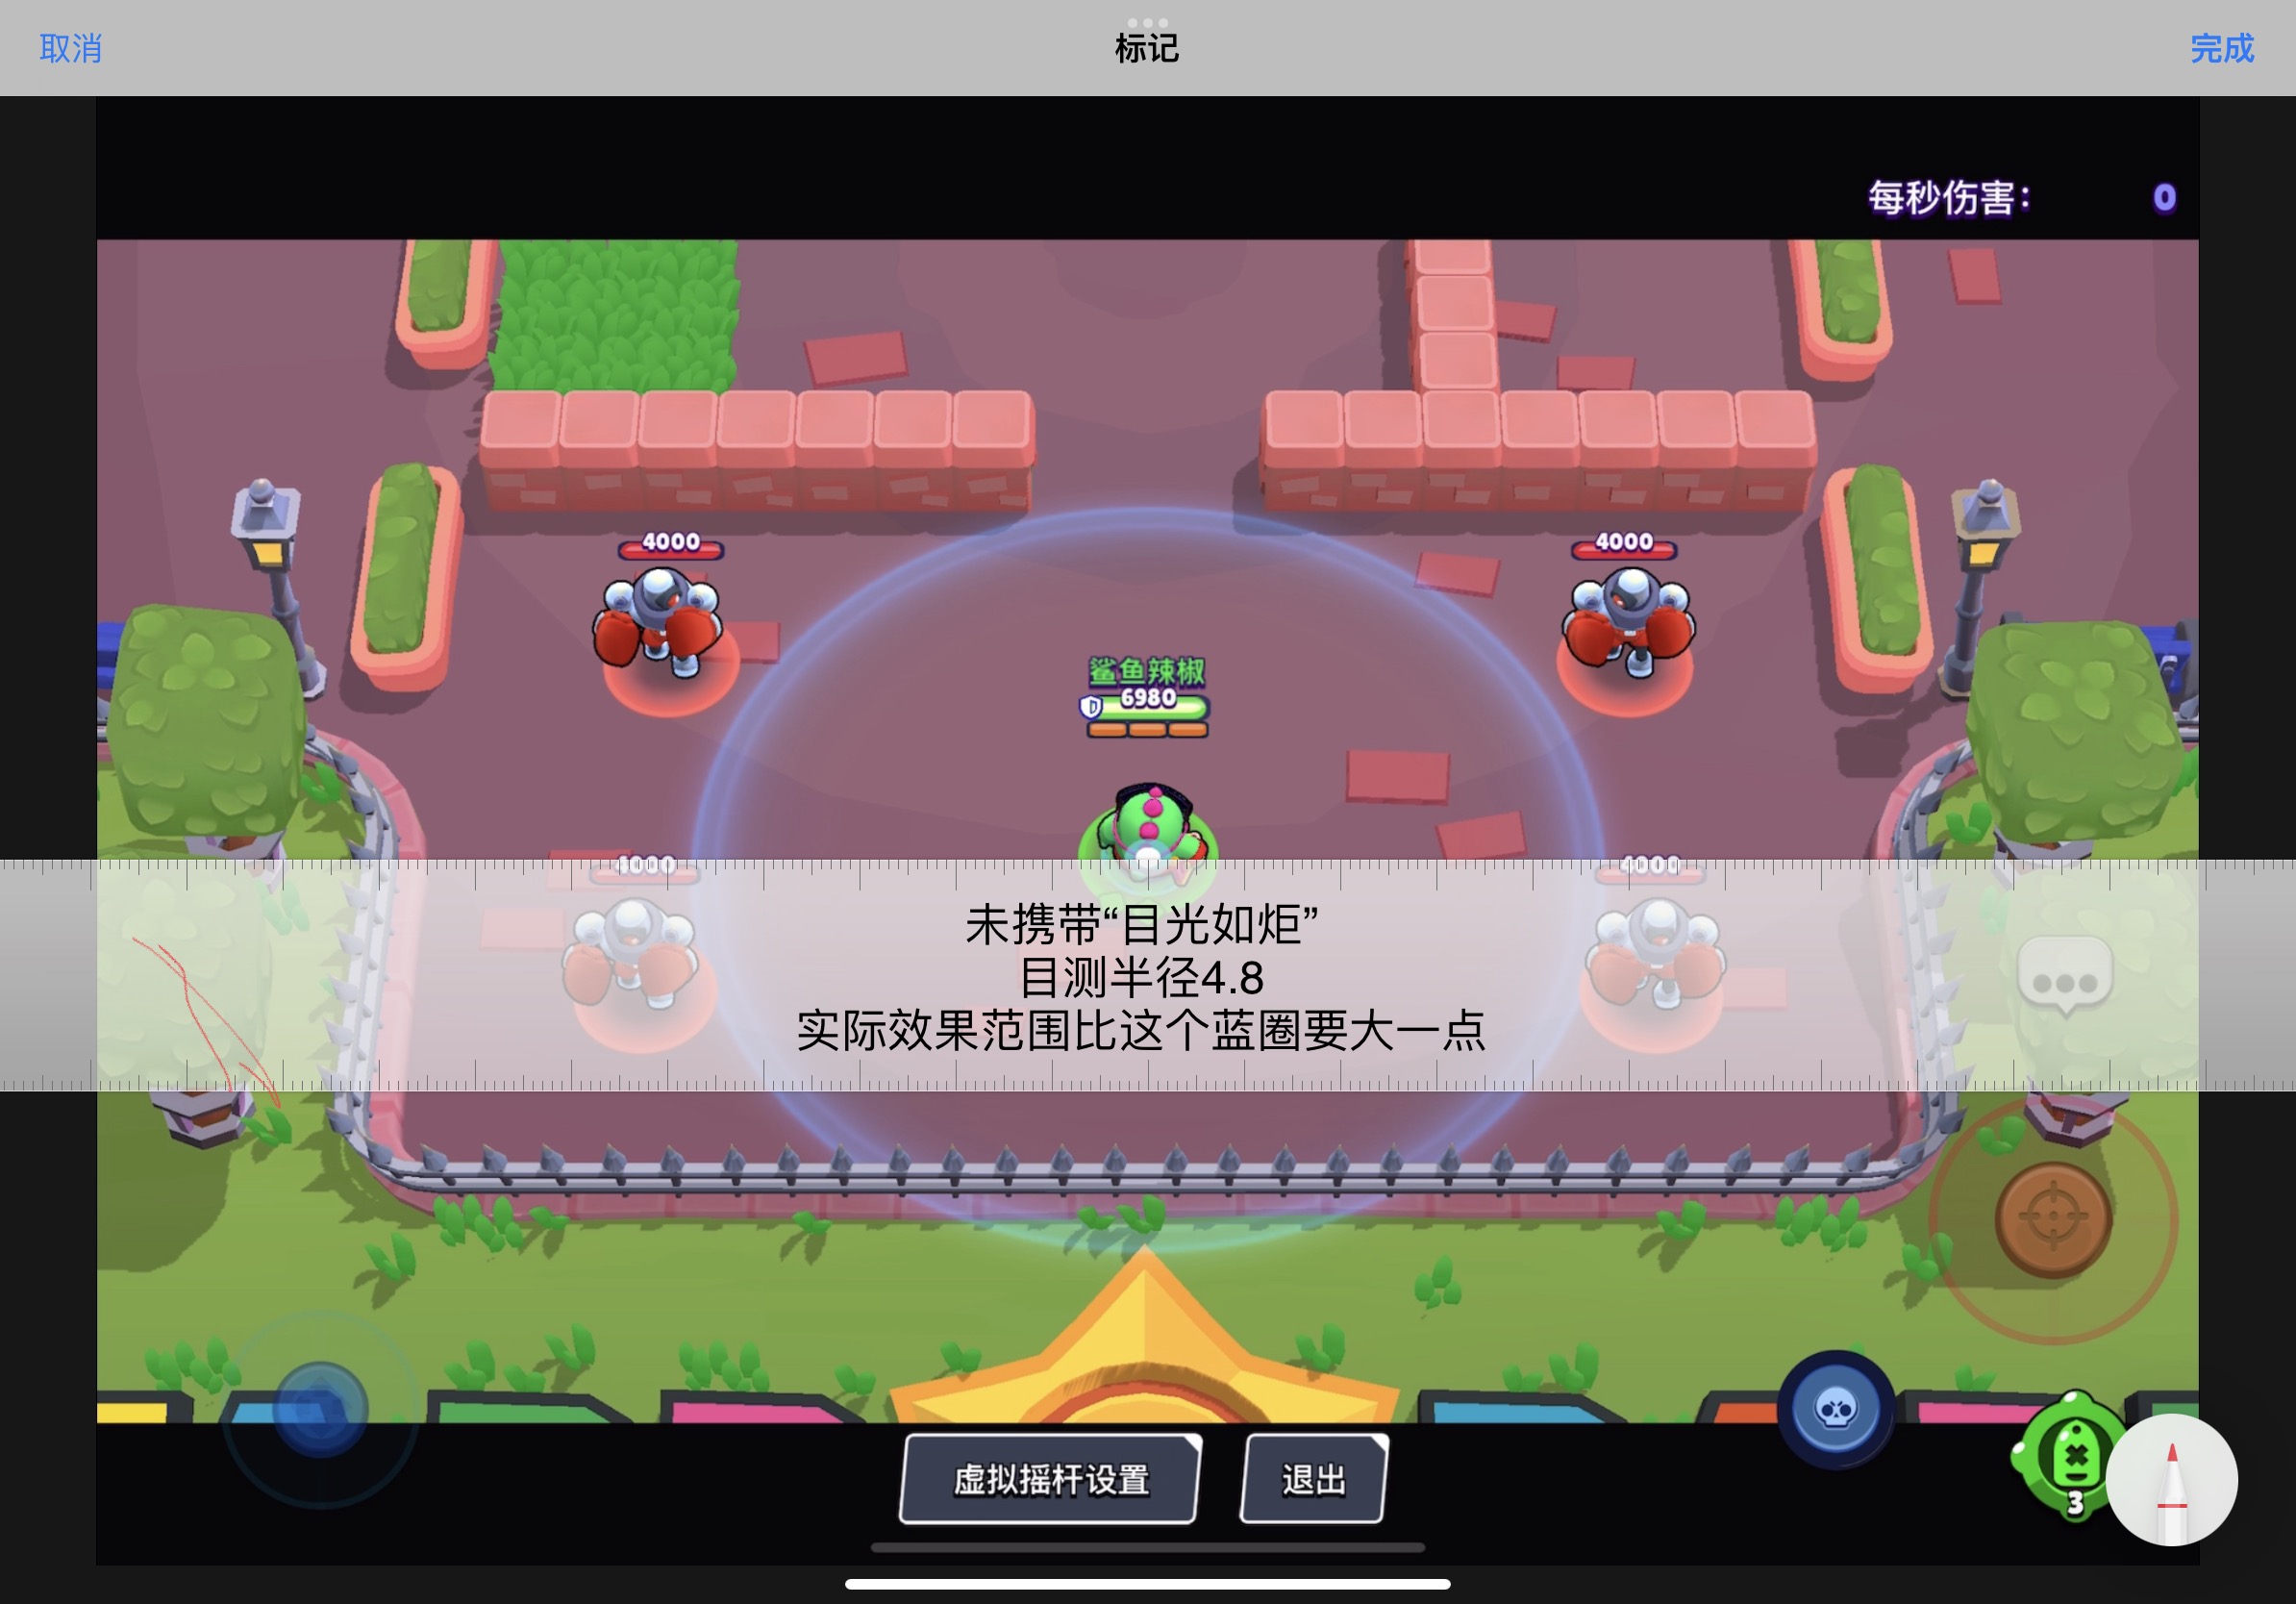 取消
标记
完成
每秒伤害：
0
4000
4000
鲨鱼辣椒
6980
4000
4000
未携带“目光如炬”
目测半径4.8
实际效果范围比这个蓝圈要大一点
虚拟摇杆设置
退出
3